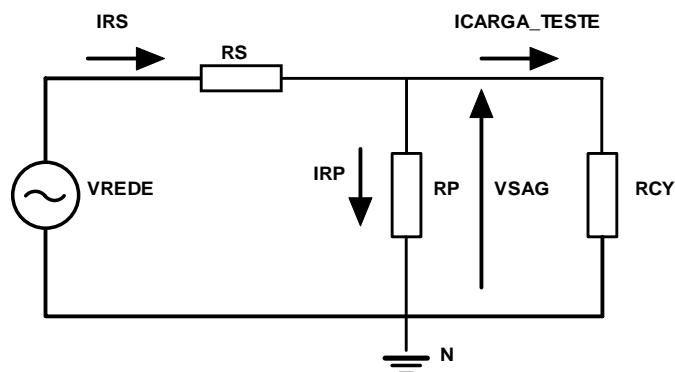 IRS
ICARGA_TESTE
RS
VREDE
IRP
RP
VSAG
RCY
N